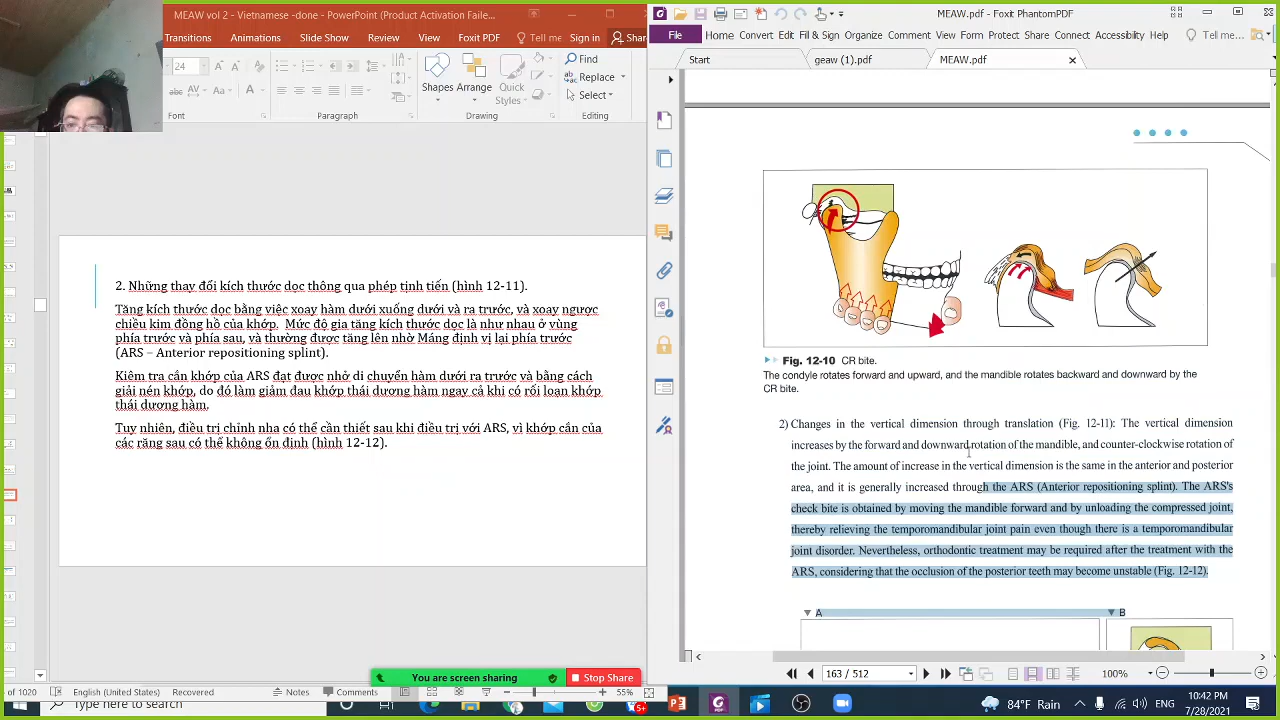 MEAW vol 2 - Vietnamese -done - PowerPoint (Product Activation Faile...
Transitions Animations Slide Show Review View Foxit PDF Tell me Sign in Shar
24
Font
Paragraph
Shapes Arrange Quick Styles
Drawing
Find
Replace
Select
Editing
2. Những thay đổi kích thước dọc thông qua phép tịnh tiến (hình 12-11).
Tăng kích thước dọc bằng việc xoay hàm dưới xuống dưới và ra trước, và xoay ngược
chiều kim đồng hồ của khớp. Mức độ gia tăng kích thước dọc là như nhau ở vùng
phía trước và phía sau, và thường được tăng lên nhờ Máng định vị lại phía trước
(ARS – Anterior repositioning splint).
Kiểm tra cắn khớp của ARS đạt được nhờ di chuyển hàm dưới ra trước và bằng cách
giải nén khớp, do đó làm giảm đau khớp thái dương hàm ngay cả khi có rối loạn khớp
thái dương hàm.
Tuy nhiên, điều trị chỉnh nha có thể cần thiết sau khi điều trị với ARS, vì khớp cắn của
các răng sau có thể không ổn định (hình 12-12).
You are screen sharing
Stop Share
of 1020 English (United States) Recovered Notes Comments 55%
Type here to search
MEAW.pdf - Foxit PhantomPDF
File Home Convert Edit Fill & Sign Organize Comment View Form Protect Share Connect Accessibility Help Tell me...
Start geaw (1).pdf MEAW.pdf
Fig. 12-10 CR bite.
The condyle rotates forward and upward, and the mandible rotates backward and downward by the
CR bite.
2) Changes in the vertical dimension through translation (Fig. 12-11): The vertical dimension
increases by the forward and downward rotation of the mandible, and counter-clockwise rotation of
the joint. The amount of increase in the vertical dimension is the same in the anterior and posterior
area, and it is generally increased through the ARS (Anterior repositioning splint). The ARS's
check bite is obtained by moving the mandible forward and by unloading the compressed joint,
thereby relieving the temporomandibular joint pain even though there is a temporomandibular
joint disorder. Nevertheless, orthodontic treatment may be required after the treatment with the
ARS, considering that the occlusion of the posterior teeth may become unstable (Fig. 12-12).
A B
163 / 512
100%
5+
84°F Rain
10:42 PM
7/28/2021